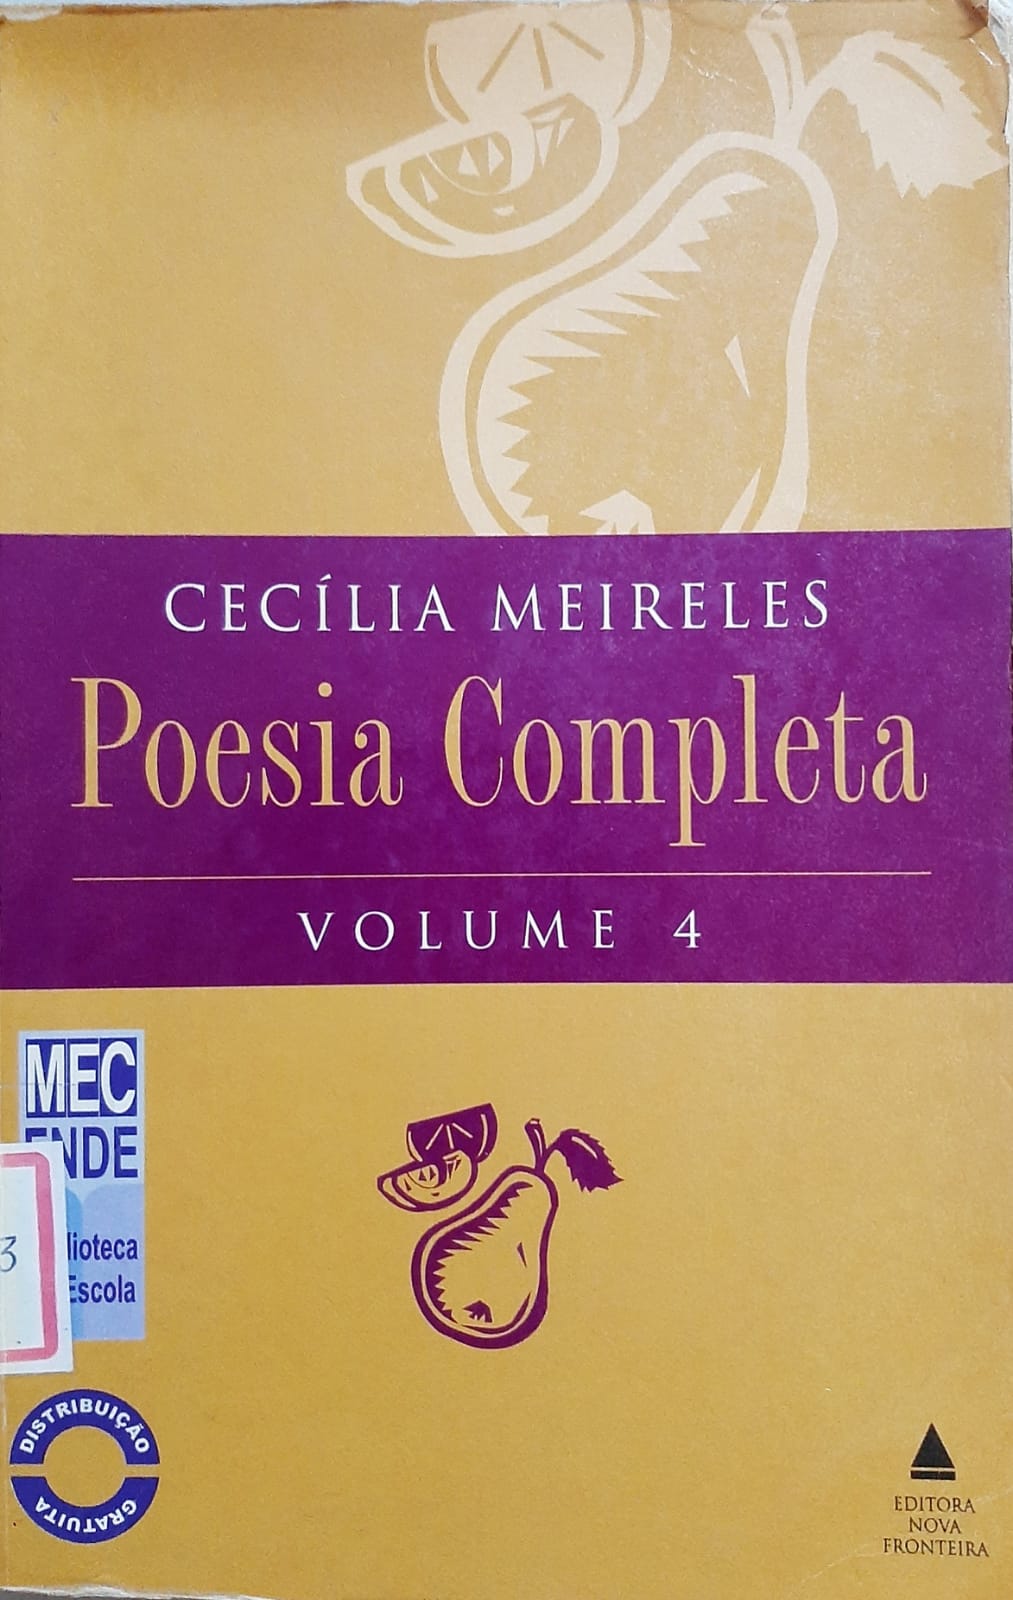 CECÍLIA MEIRELES
Poesia Completa
VOLUME 4
MEC
NDE
lioteca
Escola
3
DISTRIBUIÇÃO
GRATUITA
EDITORA
NOVA
FRONTEIRA